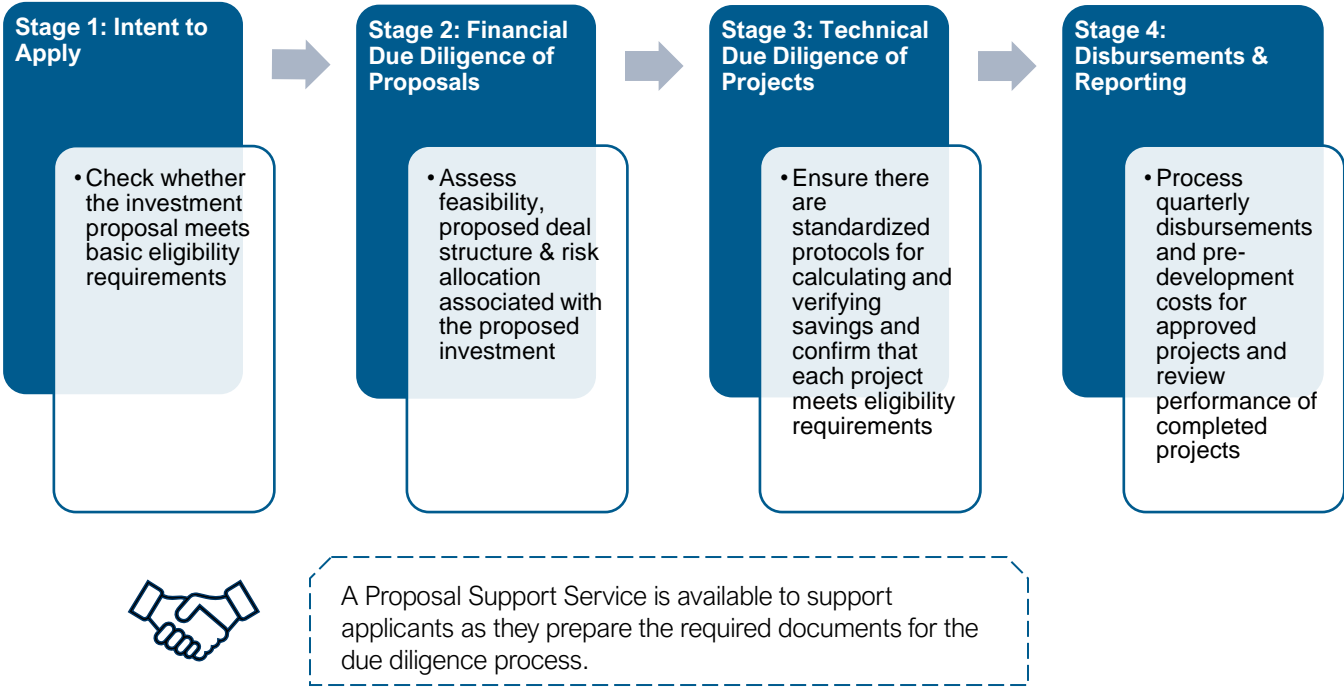 Stage 1: Intent to
Apply
• Check whether
the investment
proposal meets
basic eligibility
requirements
Stage 2: Financial
Due Diligence of
Proposals
• Assess
feasibility,
proposed deal
structure & risk
allocation
associated with
the proposed
investment
Stage 3: Technical
Due Diligence of
Projects
• Ensure there
are
standardized
protocols for
calculating and
verifying
savings and
confirm that
each project
meets eligibility
requirements
Stage 4:
Disbursements &
Reporting
• Process
quarterly
disbursements
and pre-
development
costs for
approved
projects and
review
performance of
completed
projects
A Proposal Support Service is available to support
applicants as they prepare the required documents for the
due diligence process.